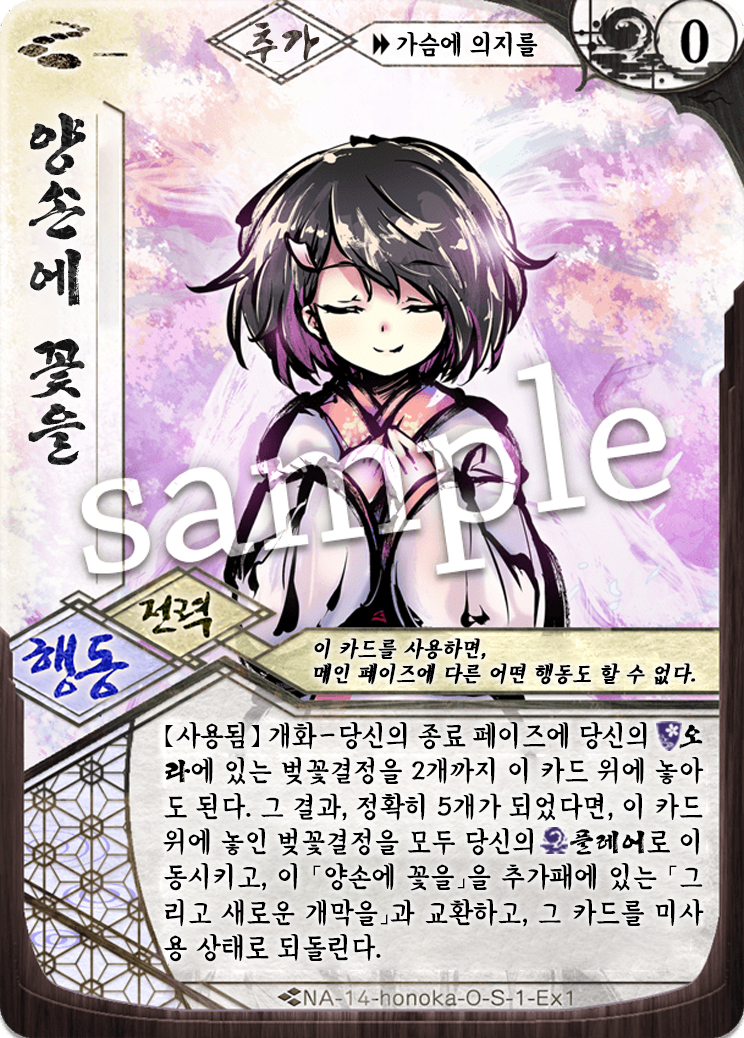 추가
가슴에 의지를
0
양손에 꽃을
sample
전력
행동
이 카드를 사용하면,
메인 페이즈에 다른 어떤 행동도 할 수 없다.
【사용됨】개화-당신의 종료 페이즈에 당신의 오
라에 있는 벚꽃결정을 2개까지 이 카드 위에 놓아
도 된다. 그 결과, 정확히 5개가 되었다면, 이 카드
위에 놓인 벚꽃결정을 모두 당신의 플레어로 이
동시키고, 이 「양손에 꽃을」을 추가패에 있는 「그
리고 새로운 개막을」과 교환하고, 그 카드를 미사
용 상태로 되돌린다.
NA-14-honoka-O-S-1-Ex1